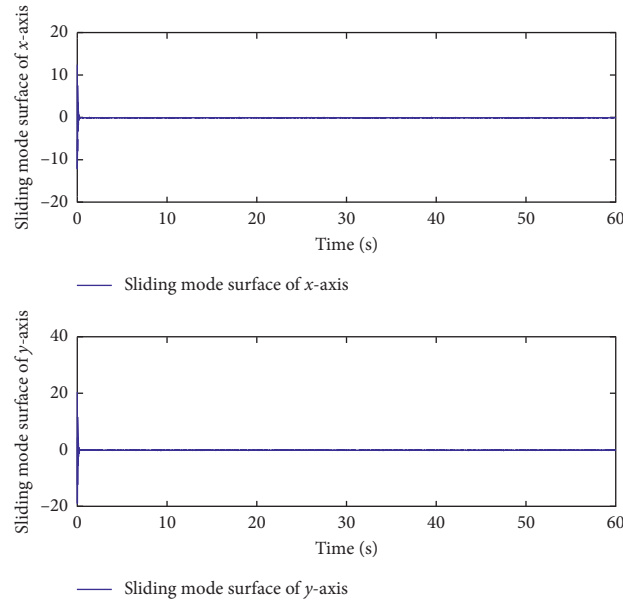 Sliding mode surface of x-axis
20
10
0
−10
−20
0 10 20 30 40 50 60
Time (s)
Sliding mode surface of x-axis
Sliding mode surface of y-axis
40
20
0
−20
0 10 20 30 40 50 60
Time (s)
Sliding mode surface of y-axis